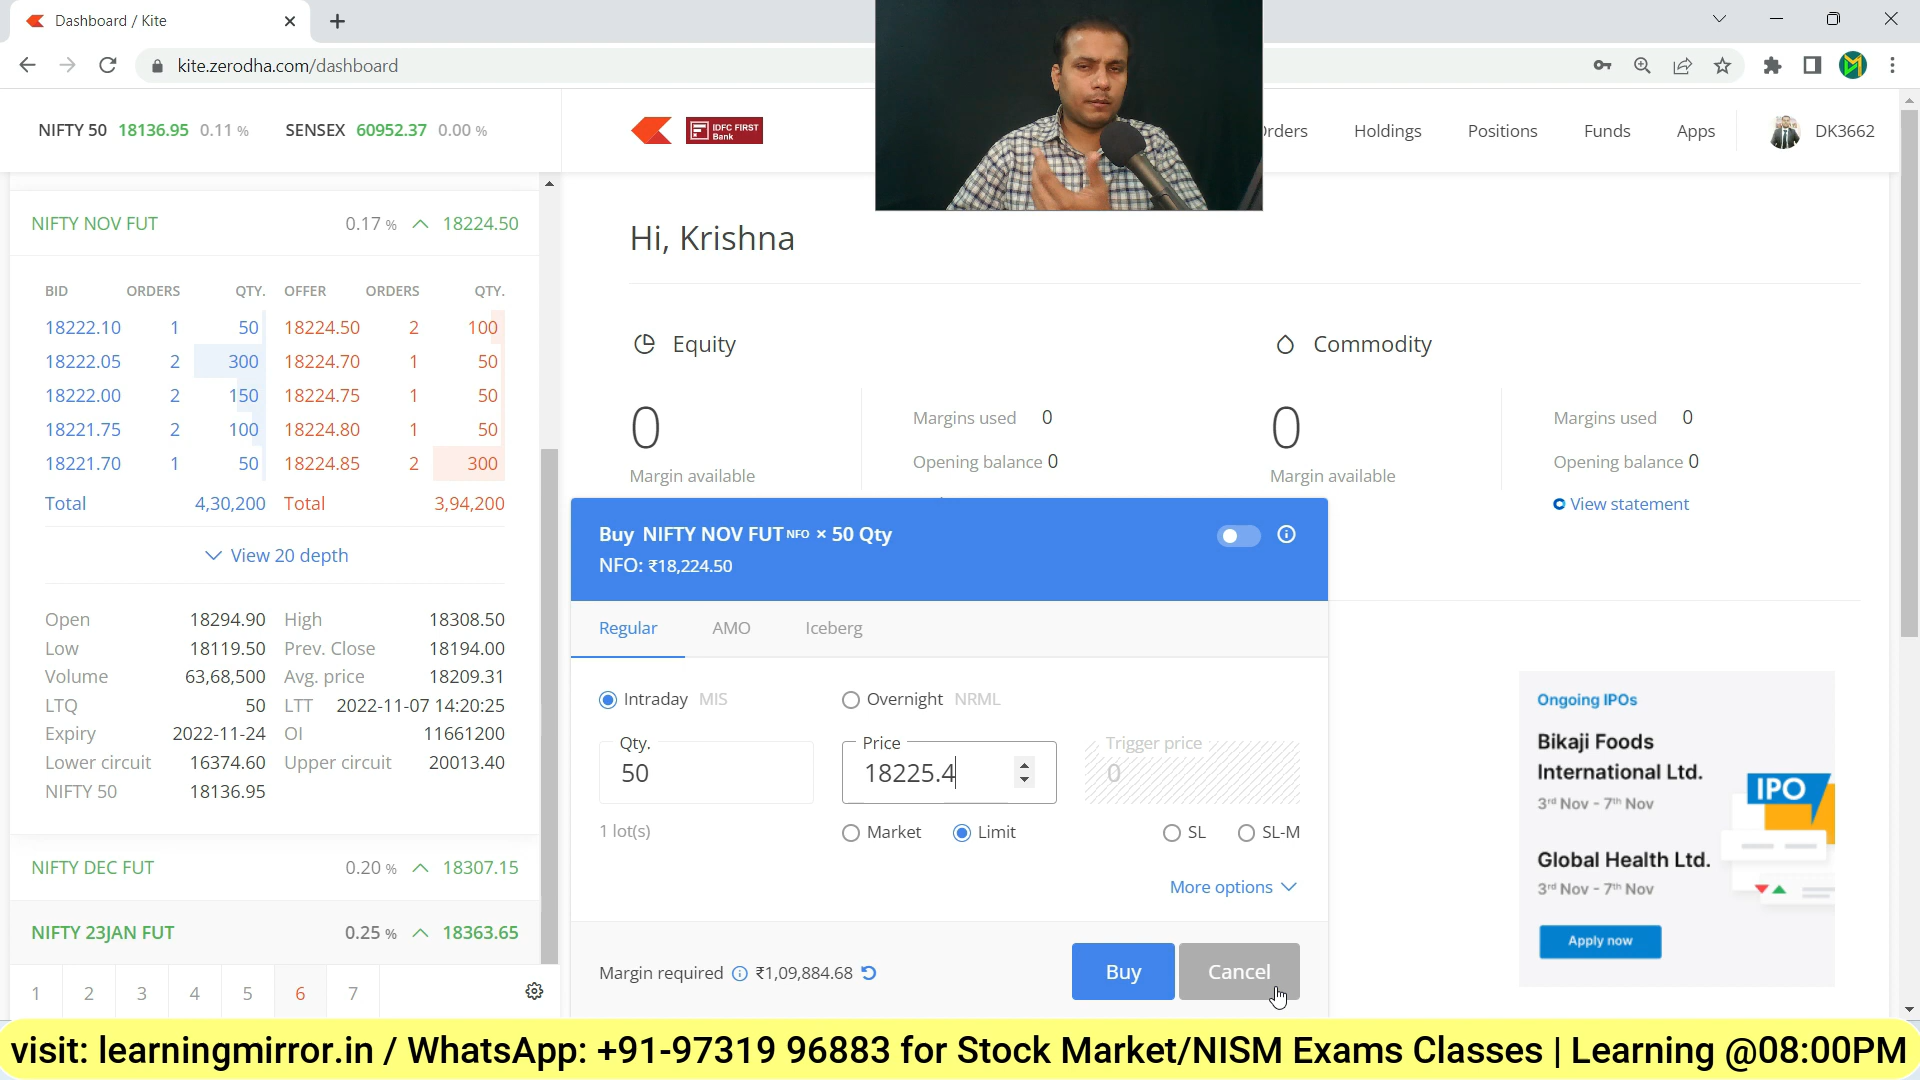 Dashboard / Kite
kite.zerodha.com/dashboard
NIFTY 50 18136.95 0.11 % SENSEX 60952.37 0.00 %
IDFC FIRST
Bank
rders Holdings Positions Funds Apps DK3662
NIFTY NOV FUT 0.17 % 18224.50
BID ORDERS QTY. OFFER ORDERS QTY.
18222.10 1 50 18224.50 2 100
18222.05 2 300 18224.70 1 50
18222.00 2 150 18224.75 1 50
18221.75 2 100 18224.80 1 50
18221.70 1 50 18224.85 2 300
Total 4,30,200 Total 3,94,200
View 20 depth
Open 18294.90 High 18308.50
Low 18119.50 Prev. Close 18194.00
Volume 63,68,500 Avg. price 18209.31
LTQ 50 LTT 2022-11-07 14:20:25
Expiry 2022-11-24 OI 11661200
Lower circuit 16374.60 Upper circuit 20013.40
NIFTY 50 18136.95
NIFTY DEC FUT 0.20 % 18307.15
NIFTY 23JAN FUT 0.25 % 18363.65
1 2 3 4 5 6 7
Hi, Krishna
Equity
0
Margin available
Margins used 0
Opening balance 0
Commodity
0
Margin available
Margins used 0
Opening balance 0
View statement
Buy NIFTY NOV FUT NFO × 50 Qty
NFO: ₹18,224.50
Regular AMO Iceberg
Intraday MIS Overnight NRML
Qty. Price Trigger price
50 18225.4 0
1 lot(s) Market Limit SL SL-M
More options
Margin required ₹1,09,884.68
Buy Cancel
Ongoing IPOs
Bikaji Foods
International Ltd.
3rd Nov - 7th Nov
IPO
Global Health Ltd.
3rd Nov - 7th Nov
Apply now
visit: learningmirror.in / WhatsApp: +91-97319 96883 for Stock Market/NISM Exams Classes | Learning @08:00PM